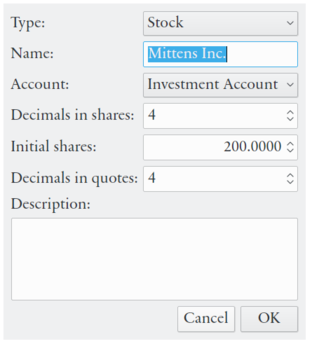 Type: Stock
Name: Mittens Inc.
Account: Investment Account
Decimals in shares: 4
Initial shares: 200.0000
Decimals in quotes: 4
Description:
Cancel OK